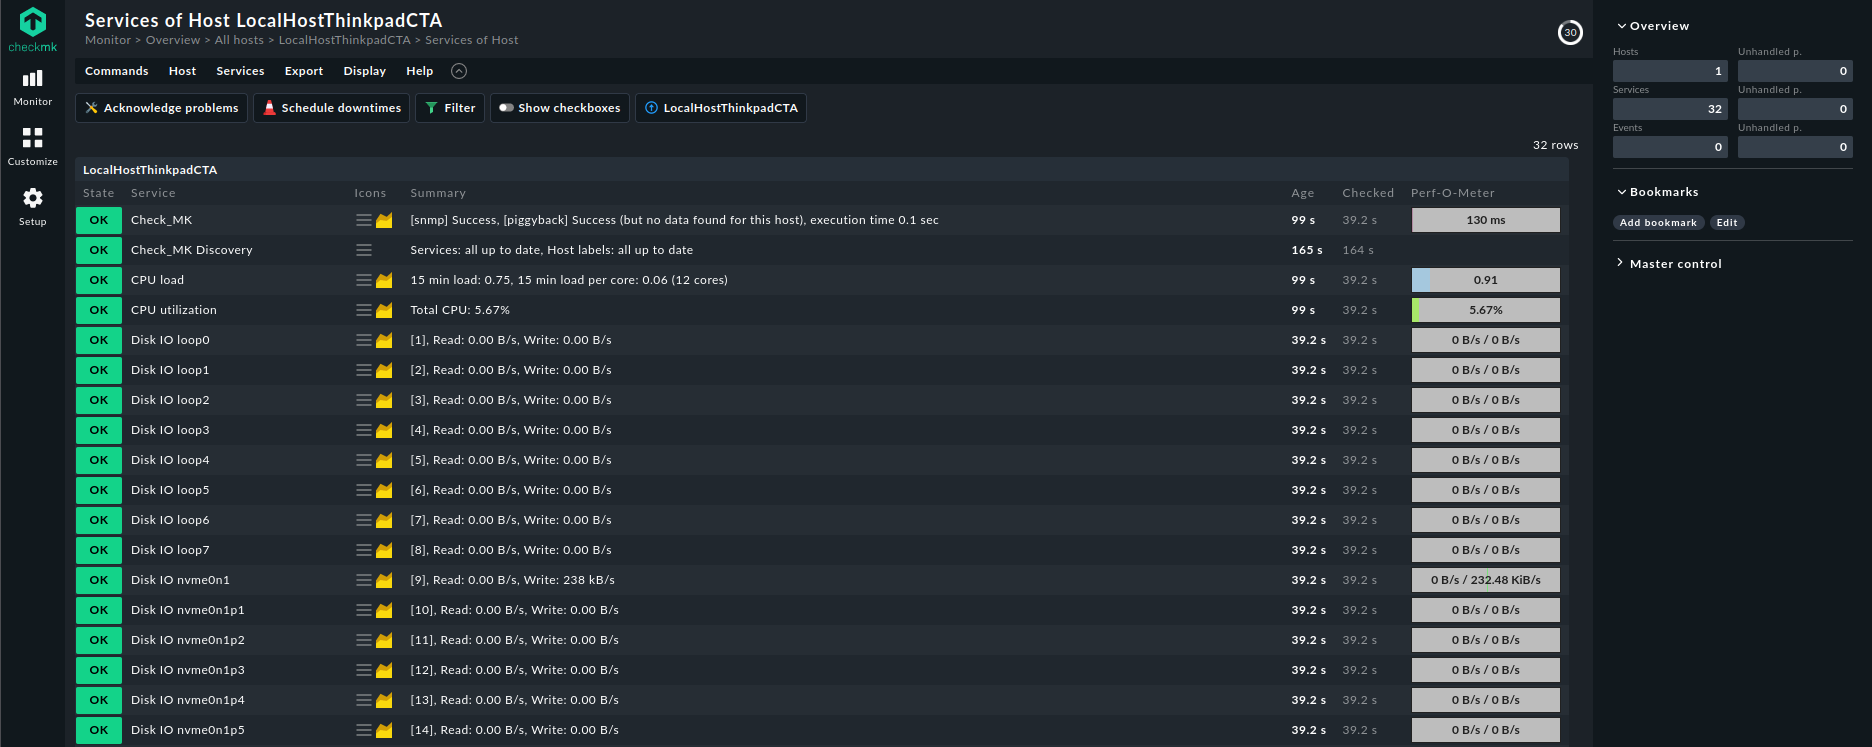 Services of Host LocalHostThinkpadCTA
Monitor > Overview > All hosts > LocalHostThinkpadCTA > Services of Host
30
checkmk
Monitor
Customize
Setup
Commands Host Services Export Display Help
Acknowledge problems Schedule downtimes Filter Show checkboxes LocalHostThinkpadCTA
32 rows
LocalHostThinkpadCTA
State Service Icons Summary Age Checked Perf-O-Meter
OK Check_MK [snmp] Success, [piggyback] Success (but no data found for this host), execution time 0.1 sec 99 s 39.2 s 130 ms
OK Check_MK Discovery Services: all up to date, Host labels: all up to date 165 s 164 s
OK CPU load 15 min load: 0.75, 15 min load per core: 0.06 (12 cores) 99 s 39.2 s 0.91
OK CPU utilization Total CPU: 5.67% 99 s 39.2 s 5.67%
OK Disk IO loop0 [1], Read: 0.00 B/s, Write: 0.00 B/s 39.2 s 39.2 s 0 B/s / 0 B/s
OK Disk IO loop1 [2], Read: 0.00 B/s, Write: 0.00 B/s 39.2 s 39.2 s 0 B/s / 0 B/s
OK Disk IO loop2 [3], Read: 0.00 B/s, Write: 0.00 B/s 39.2 s 39.2 s 0 B/s / 0 B/s
OK Disk IO loop3 [4], Read: 0.00 B/s, Write: 0.00 B/s 39.2 s 39.2 s 0 B/s / 0 B/s
OK Disk IO loop4 [5], Read: 0.00 B/s, Write: 0.00 B/s 39.2 s 39.2 s 0 B/s / 0 B/s
OK Disk IO loop5 [6], Read: 0.00 B/s, Write: 0.00 B/s 39.2 s 39.2 s 0 B/s / 0 B/s
OK Disk IO loop6 [7], Read: 0.00 B/s, Write: 0.00 B/s 39.2 s 39.2 s 0 B/s / 0 B/s
OK Disk IO loop7 [8], Read: 0.00 B/s, Write: 0.00 B/s 39.2 s 39.2 s 0 B/s / 0 B/s
OK Disk IO nvme0n1 [9], Read: 0.00 B/s, Write: 238 kB/s 39.2 s 39.2 s 0 B/s / 232.48 KiB/s
OK Disk IO nvme0n1p1 [10], Read: 0.00 B/s, Write: 0.00 B/s 39.2 s 39.2 s 0 B/s / 0 B/s
OK Disk IO nvme0n1p2 [11], Read: 0.00 B/s, Write: 0.00 B/s 39.2 s 39.2 s 0 B/s / 0 B/s
OK Disk IO nvme0n1p3 [12], Read: 0.00 B/s, Write: 0.00 B/s 39.2 s 39.2 s 0 B/s / 0 B/s
OK Disk IO nvme0n1p4 [13], Read: 0.00 B/s, Write: 0.00 B/s 39.2 s 39.2 s 0 B/s / 0 B/s
OK Disk IO nvme0n1p5 [14], Read: 0.00 B/s, Write: 0.00 B/s 39.2 s 39.2 s 0 B/s / 0 B/s
Overview
Hosts Unhandled p.
1 0
Services Unhandled p.
32 0
Events Unhandled p.
0 0
Bookmarks
Add bookmark Edit
Master control